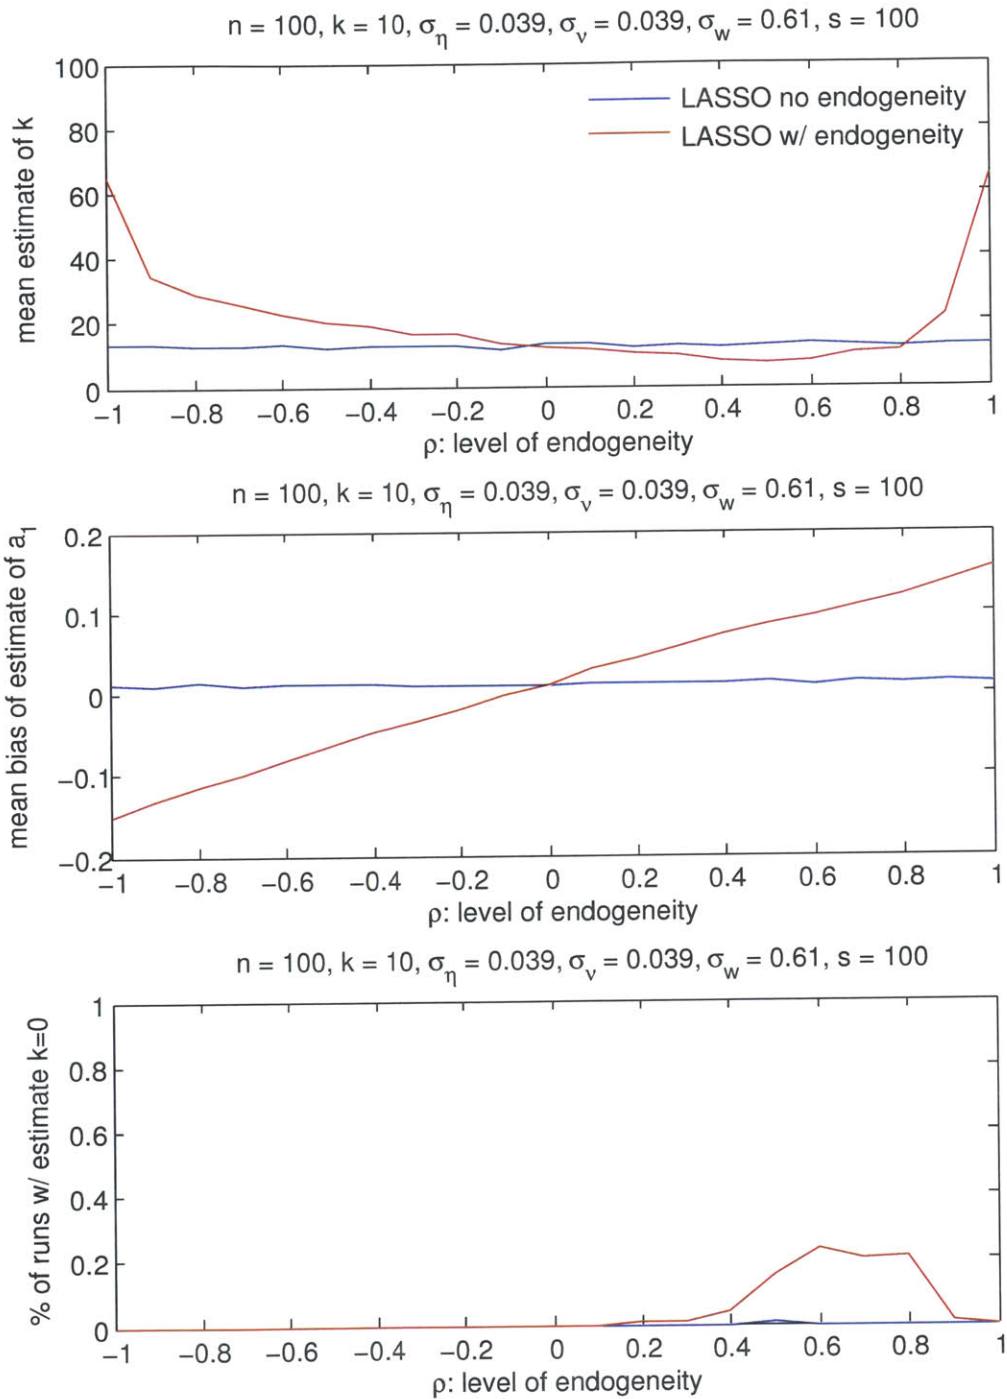 n = 100, k = 10, σ_η = 0.039, σ_ν = 0.039, σ_w = 0.61, s = 100
100
80
60
40
20
0
mean estimate of k
LASSO no endogeneity
LASSO w/ endogeneity
−1 −0.8 −0.6 −0.4 −0.2 0 0.2 0.4 0.6 0.8 1
ρ: level of endogeneity
n = 100, k = 10, σ_η = 0.039, σ_ν = 0.039, σ_w = 0.61, s = 100
0.2
0.1
0
−0.1
−0.2
mean bias of estimate of a_1
−1 −0.8 −0.6 −0.4 −0.2 0 0.2 0.4 0.6 0.8 1
ρ: level of endogeneity
n = 100, k = 10, σ_η = 0.039, σ_ν = 0.039, σ_w = 0.61, s = 100
1
0.8
0.6
0.4
0.2
0
% of runs w/ estimate k=0
−1 −0.8 −0.6 −0.4 −0.2 0 0.2 0.4 0.6 0.8 1
ρ: level of endogeneity